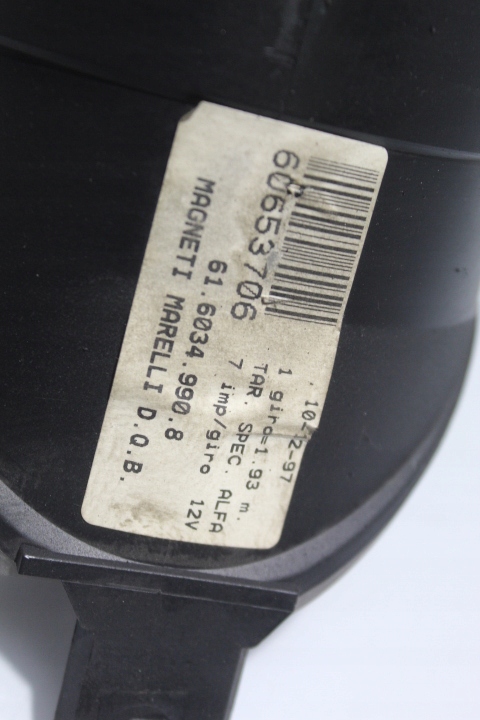 60653706
10-12-97
1 giro=1.93 m.
TAR. SPEC. ALFA
7 imp/giro 12V
61.6034.990.8
MAGNETI MARELLI D.Q.B.